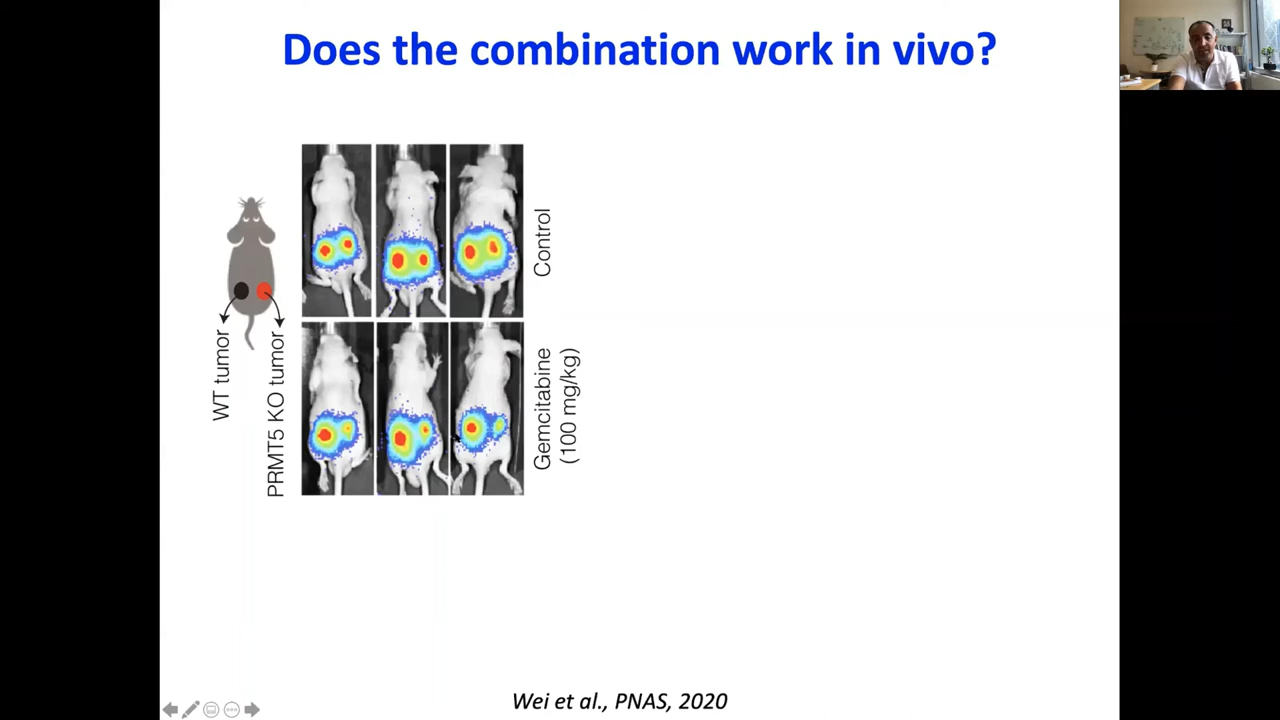 Does the combination work in vivo?
WT tumor
PRMT5 KO tumor
Control
Gemcitabine
(100 mg/kg)
Wei et al., PNAS, 2020